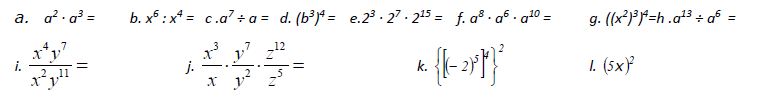 a. a² · a³ = b. x⁶ : x⁴ = c .a⁷ ÷ a = d. (b³)⁴ = e.2³ · 2⁷ · 2¹⁵ = f. a⁸ · a⁶ · a¹⁰ = g. ((x²)³)⁴=h .a¹³ ÷ a⁶ =
i. x⁴y⁷ / x²y¹¹ = j. x³/x · y⁷/y² · z¹²/z⁵ = k. {[(−2)⁵]⁴}² l. (5x)²